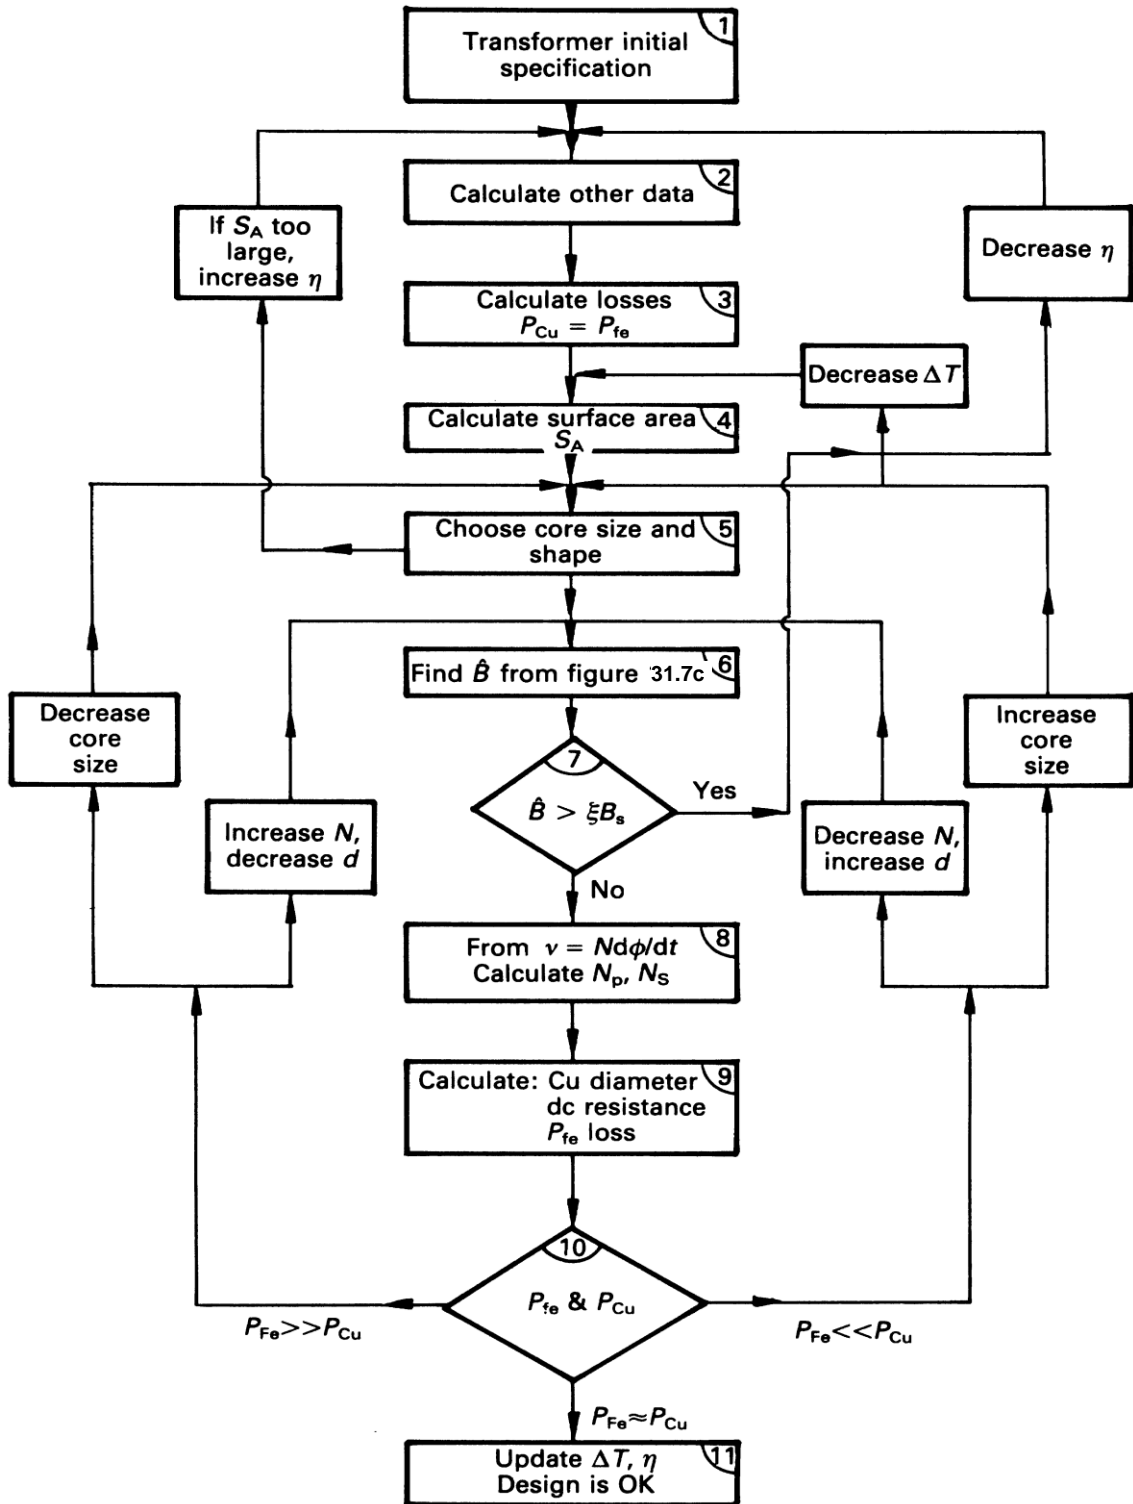 1
Transformer initial
specification
2
Calculate other data
If S_A too
large,
increase η
Decrease η
3
Calculate losses
P_Cu = P_fe
Decrease ΔT
4
Calculate surface area
S_A
5
Choose core size and
shape
6
Find B̂ from figure 31.7c
Decrease
core
size
Increase
core
size
7
B̂ > ξB_s
Yes
Increase N,
decrease d
Decrease N,
increase d
No
8
From v = Ndϕ/dt
Calculate N_p, N_S
9
Calculate: Cu diameter
dc resistance
P_fe loss
10
P_fe & P_Cu
P_Fe>>P_Cu
P_Fe<<P_Cu
P_Fe≈P_Cu
11
Update ΔT, η
Design is OK